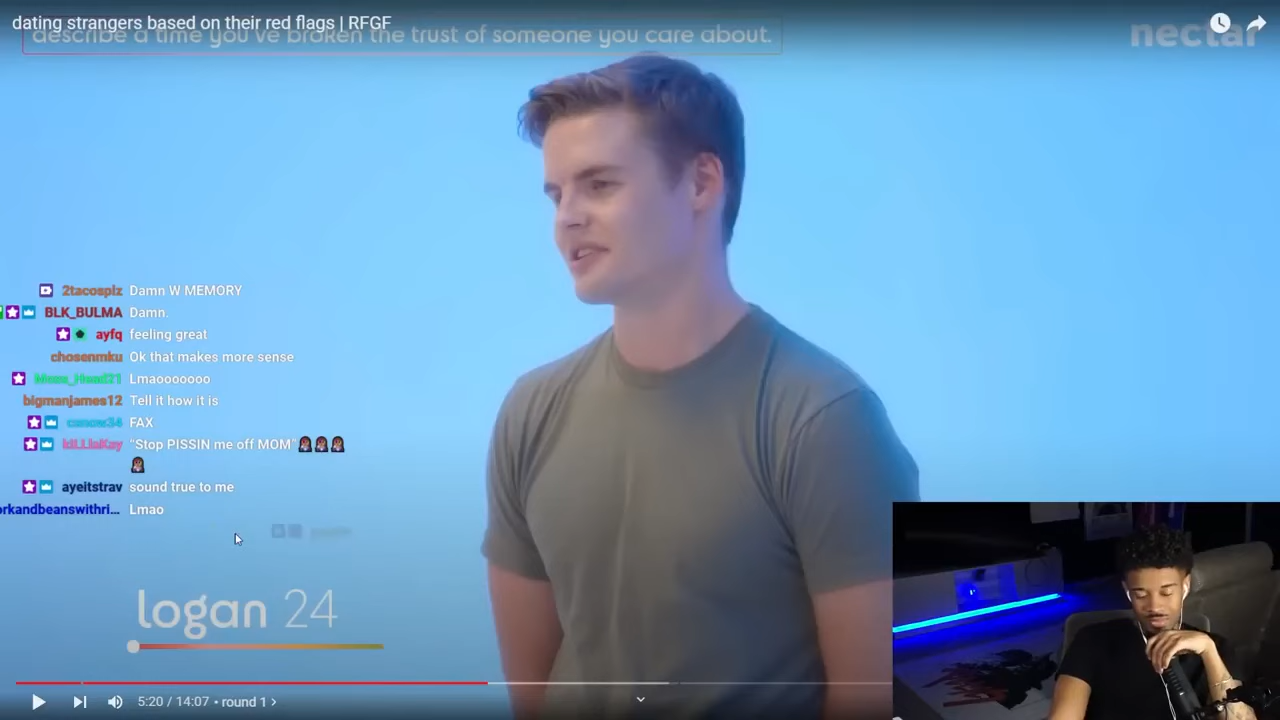 dating strangers based on their red flags | RFGF
describe a time you've broken the trust of someone you care about.
nectar
2tacosplz Damn W MEMORY
BLK_BULMA Damn.
ayfq feeling great
chosenmku Ok that makes more sense
Lmaooooooo
bigmanjames12 Tell it how it is
FAX
"Stop PISSIN me off MOM"
ayeitstrav sound true to me
orkandbeanswithri... Lmao
logan 24
5:20 / 14:07 • round 1 >